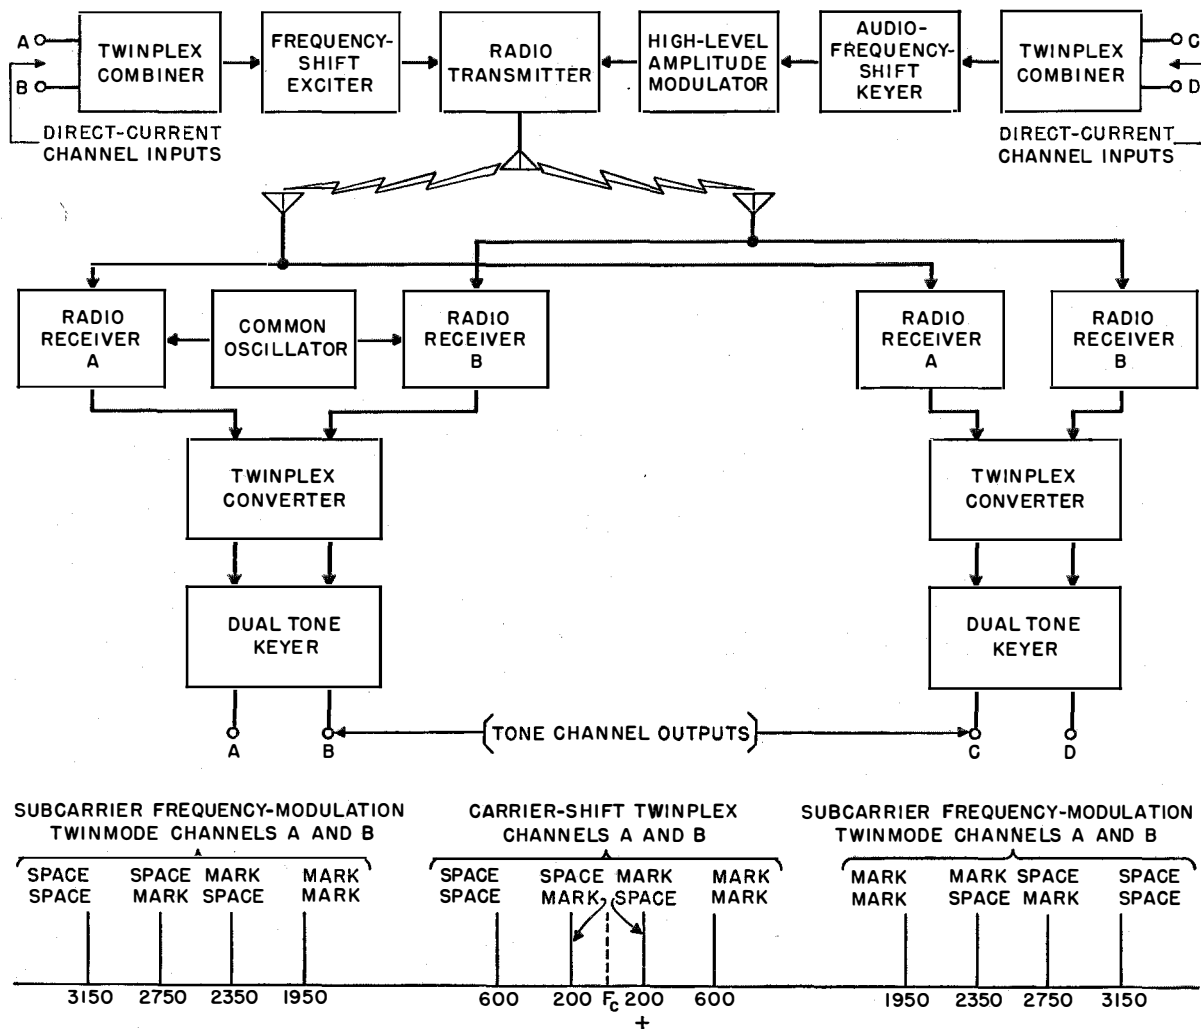 A
B
TWINPLEX
COMBINER
FREQUENCY-
SHIFT
EXCITER
RADIO
TRANSMITTER
HIGH-LEVEL
AMPLITUDE
MODULATOR
AUDIO-
FREQUENCY-
SHIFT
KEYER
TWINPLEX
COMBINER
C
D
DIRECT-CURRENT
CHANNEL INPUTS
DIRECT-CURRENT
CHANNEL INPUTS
RADIO
RECEIVER
A
COMMON
OSCILLATOR
RADIO
RECEIVER
B
RADIO
RECEIVER
A
RADIO
RECEIVER
B
TWINPLEX
CONVERTER
TWINPLEX
CONVERTER
DUAL TONE
KEYER
DUAL TONE
KEYER
A B (TONE CHANNEL OUTPUTS) C D
SUBCARRIER FREQUENCY-MODULATION
TWINMODE CHANNELS A AND B
SPACE SPACE MARK MARK
SPACE MARK SPACE MARK
3150 2750 2350 1950
CARRIER-SHIFT TWINPLEX
CHANNELS A AND B
SPACE SPACE MARK MARK
SPACE MARK SPACE MARK
600 200 FC 200 600
+
SUBCARRIER FREQUENCY-MODULATION
TWINMODE CHANNELS A AND B
MARK MARK SPACE SPACE
MARK SPACE MARK SPACE
1950 2350 2750 3150